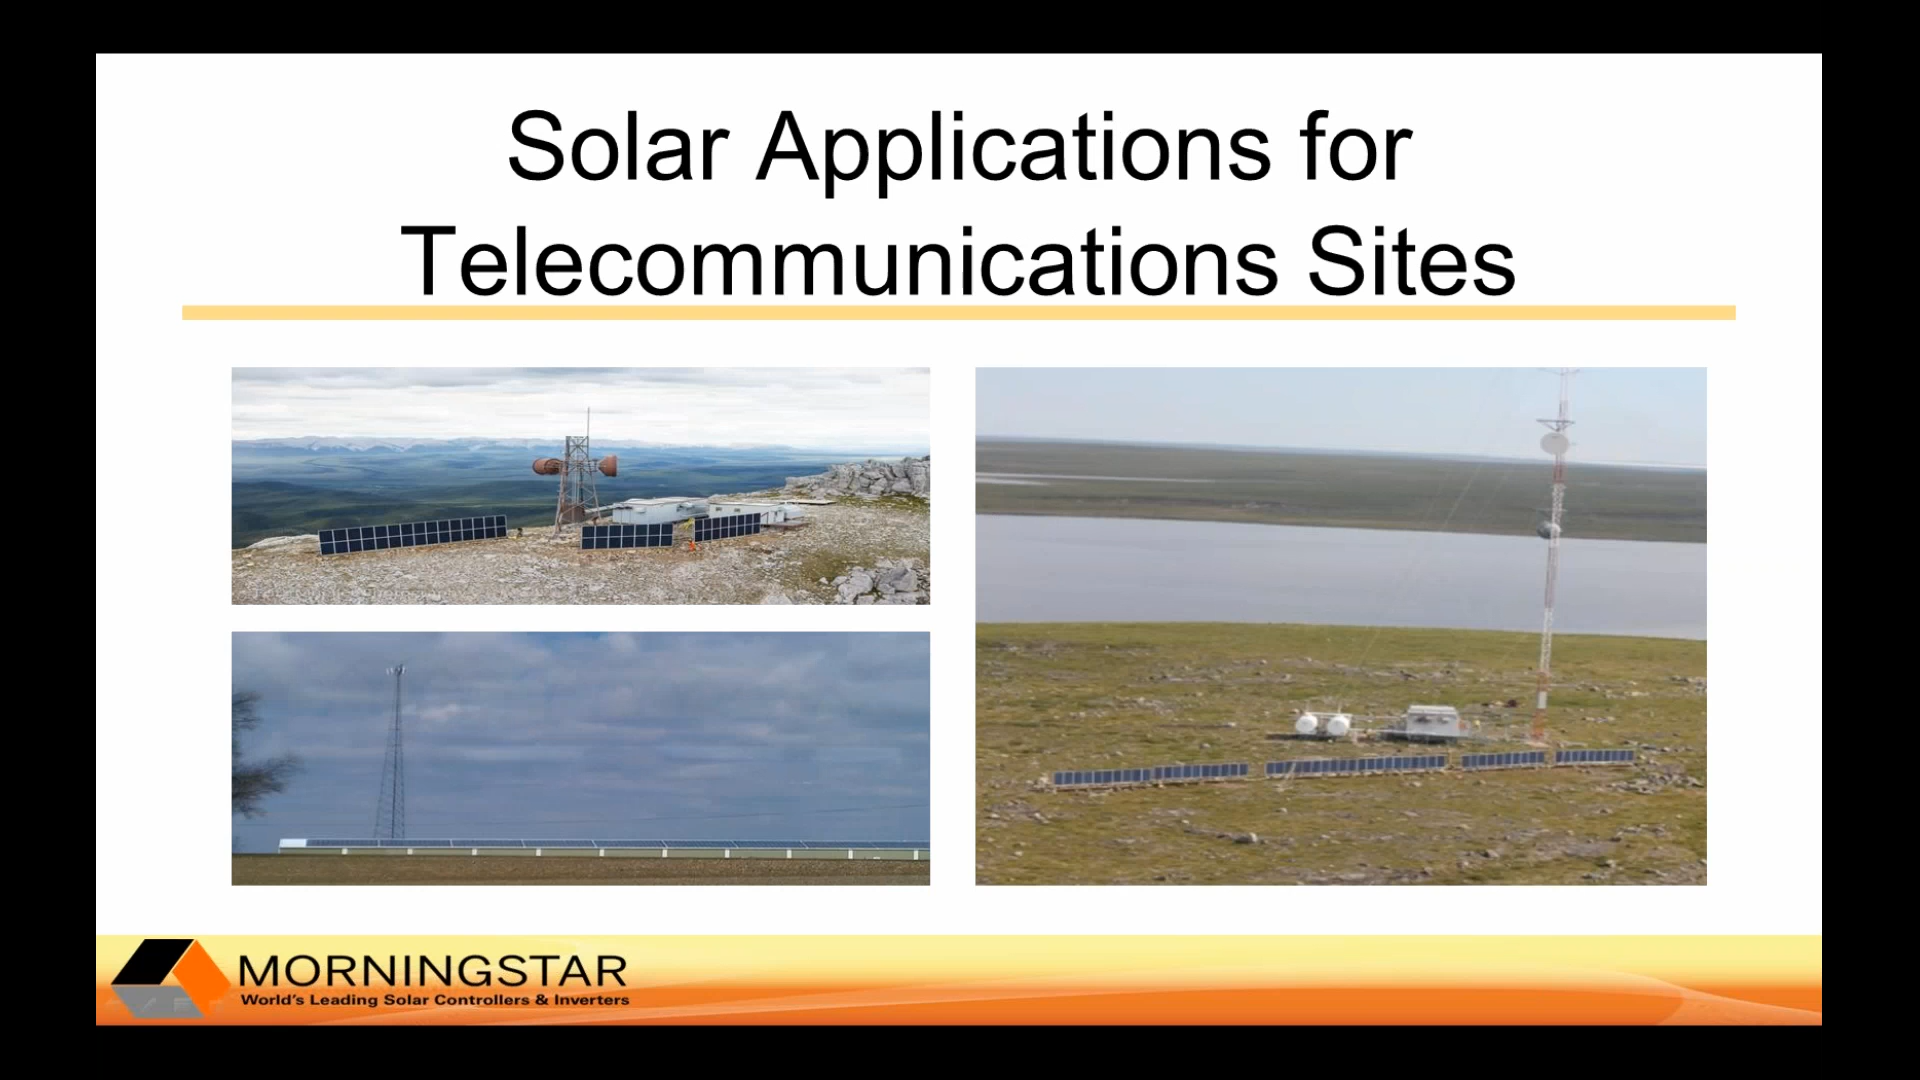 Solar Applications for
Telecommunications Sites
MORNINGSTAR
World's Leading Solar Controllers & Inverters